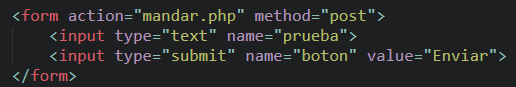 <form action="mandar.php" method="post">
    <input type="text" name="prueba">
    <input type="submit" name="boton" value="Enviar">
</form>